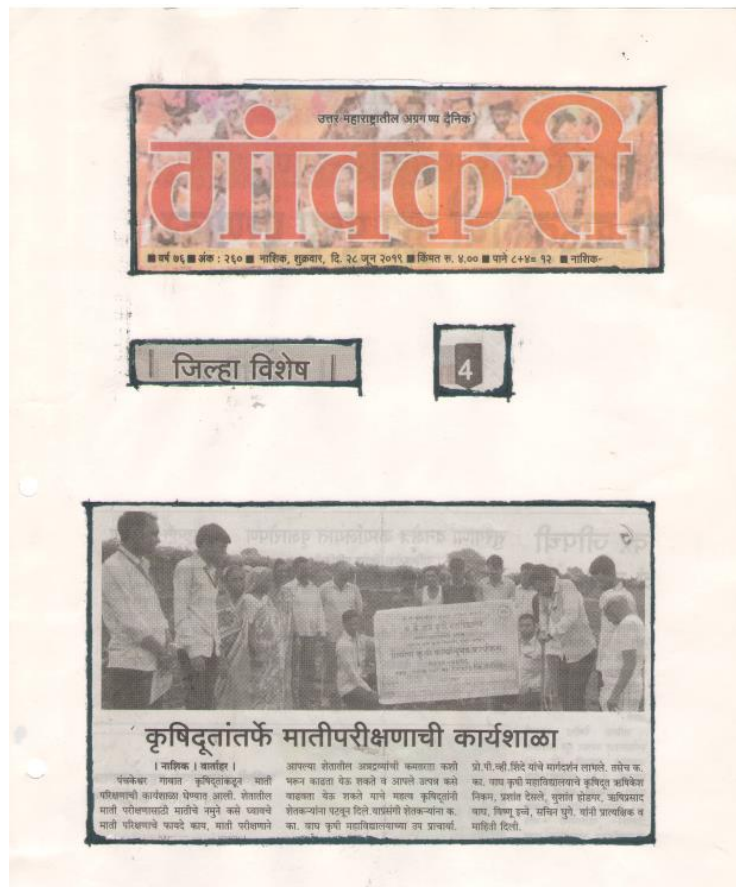 उत्तर महाराष्ट्रातील अग्रगण्य दैनिक
गांवकरी
■ वर्ष ७६ ■ अंक : २६० ■ नाशिक, शुक्रवार, दि. २८ जून २०१९ ■ किंमत रु. ४.०० ■ पाने ८+४= १२ ■ नाशिक-
| जिल्हा विशेष |
4
कृषिदूतांतर्फे मातीपरीक्षणाची कार्यशाळा
| नाशिक | वार्ताहर |
पंचकेश्वर गावात कृषिदूतांकडून माती
परिक्षणाची कार्यशाळा घेण्यात आली. शेतातील
माती परीक्षणासाठी मातीचे नमुने कसे घ्यावचे
माती परिक्षणाचे फायदे काय, माती परीक्षणाने
आपल्या शेतातील अन्नद्रव्यांची कमतरता कशी
भरून काढता येऊ शकते व आपले उत्पन्न कसे
वाढवता येऊ शकते याचे महत्व कृषिदूतांनी
शेतकऱ्यांना पटवून दिले.याप्रसंगी शेतकऱ्यांना क.
का. वाघ कृषी महाविद्यालयाच्या उप प्राचार्या.
प्रो.पी.व्ही.शिंदे यांचे मार्गदर्शन लाभले. तसेच क.
का. वाघ कृषी महाविद्यालयाचे कृषिदूत ऋषिकेश
निकम, प्रशांत देसले, सुशांत होडगर, ऋषिप्रसाद
वाघ, विष्णू इच्चे, सचिन घुगे. यांनी प्रात्यक्षिक व
माहिती दिली.